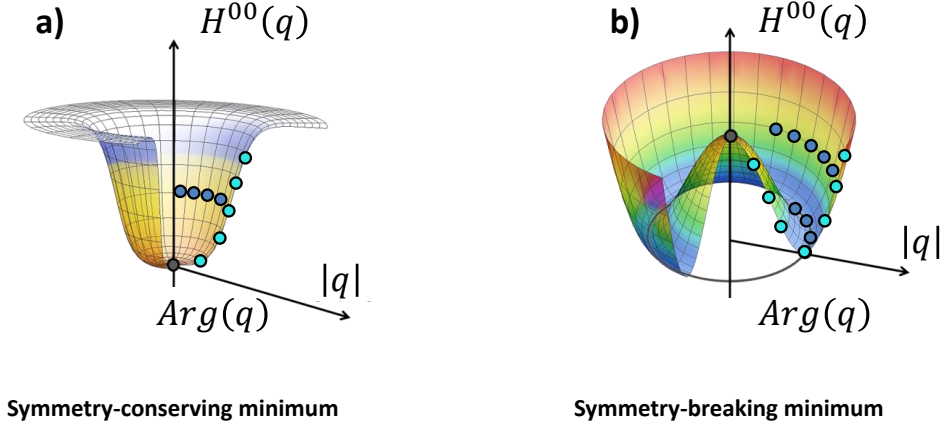 a)
H^{00}(q)
|q|
Arg(q)
Symmetry-conserving minimum
b)
H^{00}(q)
|q|
Arg(q)
Symmetry-breaking minimum